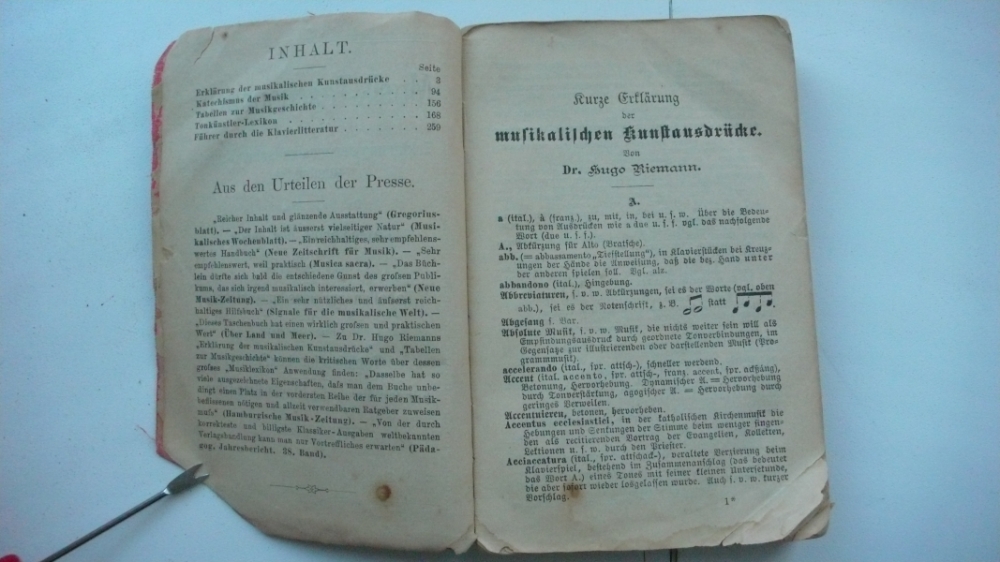 INHALT.
Seite
Erklärung der musikalischen Kunstausdrücke . . 3
Katechismus der Musik . . . . . . . . . 94
Tabellen zur Musikgeschichte . . . . . . . 156
Tonkünstler-Lexikon . . . . . . . . . . 168
Führer durch die Klavierlitteratur . . . . . . 259
Aus den Urteilen der Presse.
„Reicher Inhalt und glänzende Ausstattung“ (Gregorius-
blatt). — „Der Inhalt ist äusserst vielseitiger Natur“ (Musi-
kalisches Wochenblatt). — „Ein reichhaltiges, sehr empfehlens-
wertes Handbuch“ (Neue Zeitschrift für Musik). — „Sehr
empfehlenswert, weil praktisch (Musica sacra). — „Das Büch-
lein dürfte sich bald die entschiedene Gunst des großen Publi-
kums, das sich irgend musikalisch interessiert, erworben“ (Neue
Musik-Zeitung). — „Ein sehr nützliches und äußerst reich-
haltiges Hilfsbuch“ (Signale für die musikalische Welt). —
„Dieses Taschenbuch hat einen wirklich großen und praktischen
Wert“ (Über Land und Meer). — Zu Dr. Hugo Riemanns
„Erklärung der musikalischen Kunstausdrücke“ und „Tabellen
zur Musikgeschichte“ können die kritischen Worte über dessen
großes „Musiklexikon“ Anwendung finden: „Dasselbe hat so
viele ausgezeichnete Eigenschaften, daß man dem Buche unbe-
dingt einen Platz in der vordersten Reihe der für jeden Musik-
beflissenen nötigen und allzeit verwendbaren Ratgeber zuweisen
muß“ (Hamburgische Musik-Zeitung). — „Von der durch
korrekteste und billigste Klassiker-Ausgaben weltbekannten
Verlagshandlung kann man nur Vortreffliches erwarten“ (Päda-
gog. Jahresbericht. 38. Band).
Kurze Erklärung
der
musikalischen Kunstausdrücke.
Von
Dr. Hugo Riemann.
A.
a (ital.), à (franz.), zu, mit, in, bei u. s. w. Über die Bedeu-
tung von Ausdrücken wie a due u. s. f. vgl. das nachfolgende
Wort (due u. s. f.).
A., Abkürzung für Alto (Bratsche).
abb. (= abbassamento „Tiefstellung“), in Klavierstücken bei Kreuz-
ungen der Hände die Anweisung, daß die bez. Hand unter
der anderen spielen soll. Vgl. als.
abbandono (ital.), Hingebung.
Abbreviaturen, s. v. w. Abkürzungen, sei es der Worte (vgl. oben
abb.), sei es der Notenschrift, z. B. statt
Abgesang s. Bar.
Absolute Musik, s. v. w. Musik, die nichts weiter sein will als
Empfindungsausdruck durch geordnete Tonverbindungen, im
Gegensatze zur illustrierenden oder darstellenden Musik (Pro-
grammmusik).
accelerando (ital., spr. attsch-), schneller werdend.
Accent (ital. accento, spr. attsch-, franz. accent, spr. ackßang),
Betonung, Hervorhebung. Dynamischer A. = Hervorhebung
durch Tonverstärkung, agogischer A. = Hervorhebung durch
geringes Verweilen.
Accentuieren, betonen, hervorheben.
Accentus ecclesiastici, in der katholischen Kirchenmusik die
Hebungen und Senkungen der Stimme beim weniger singen-
den als recitierenden Vortrag der Evangelien, Kollekten,
Lektionen u. s. w. durch den Priester.
Acciaccatura (ital., spr. attschack-), veraltete Verzierung beim
Klavierspiel, bestehend im Zusammenanschlag (das bedeutet
das Wort A.) eines Tones mit seiner kleinen Untersekunde,
die aber sofort wieder losgelassen wurde. Auch s. v. w. kurzer
Vorschlag.
1*